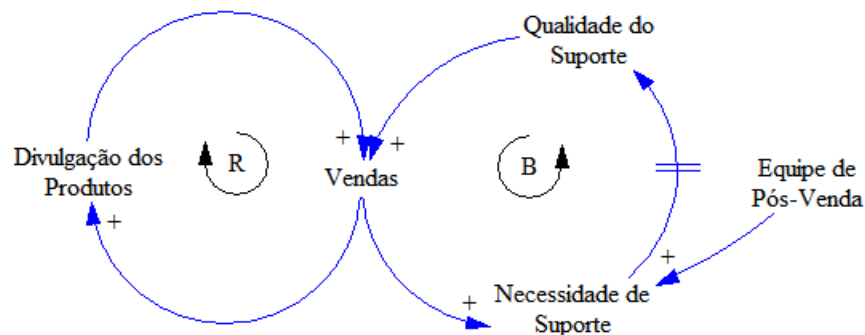 Qualidade do
Suporte
+
+
Divulgação dos
Produtos
R
Vendas
B
Equipe de
Pós-Venda
+
+
+
Necessidade de
Suporte